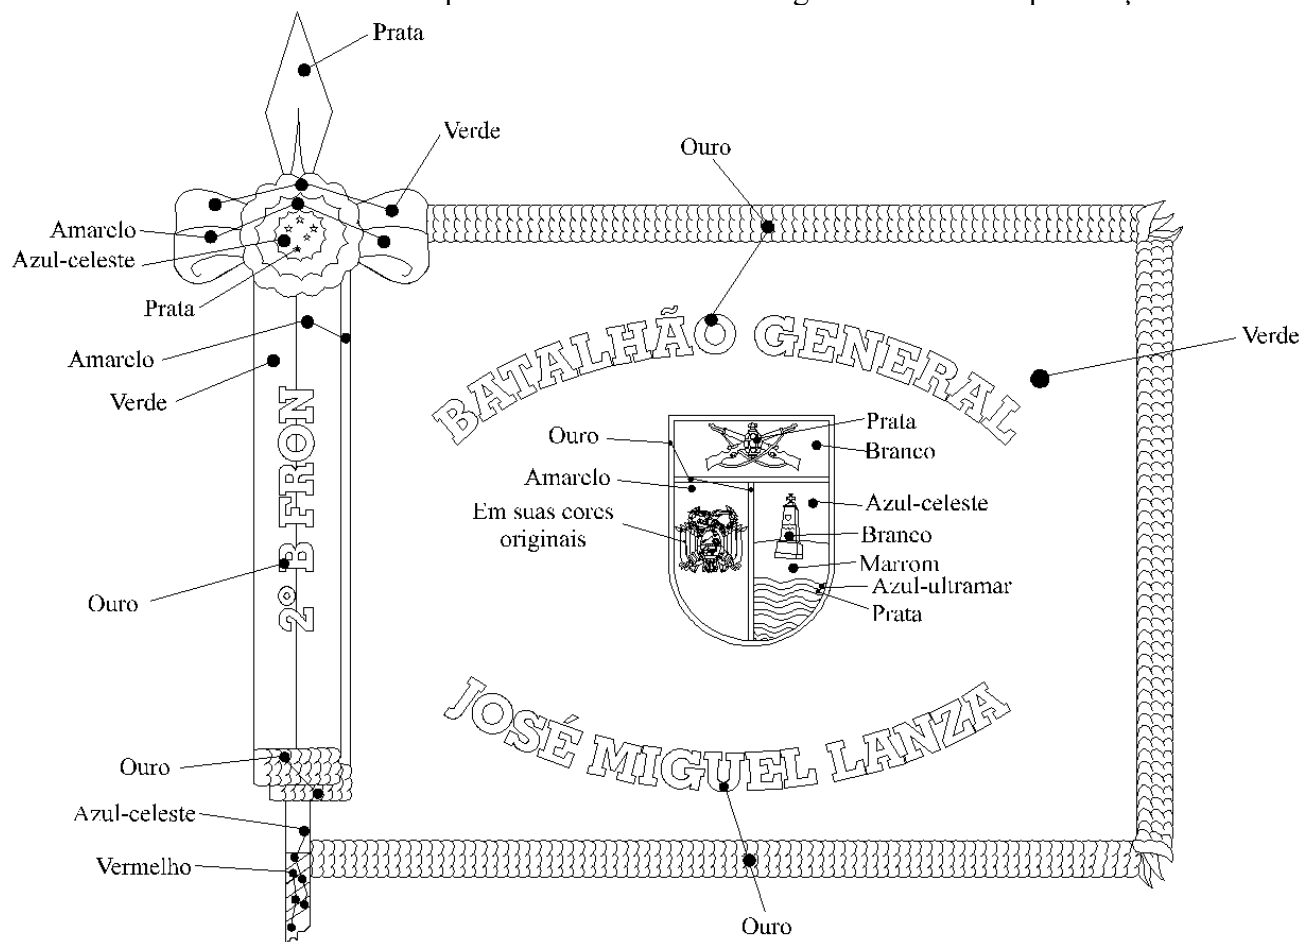 Prata
Verde
Ouro
Amarelo
Azul-celeste
Prata
Amarelo
Verde
Verde
BATALHÃO GENERAL
2º B FRON
Ouro
Prata
Branco
Amarelo
Azul-celeste
Em suas cores
originais
Branco
Marrom
Azul-ultramar
Prata
Ouro
JOSÉ MIGUEL LANZA
Ouro
Azul-celeste
Vermelho
Ouro